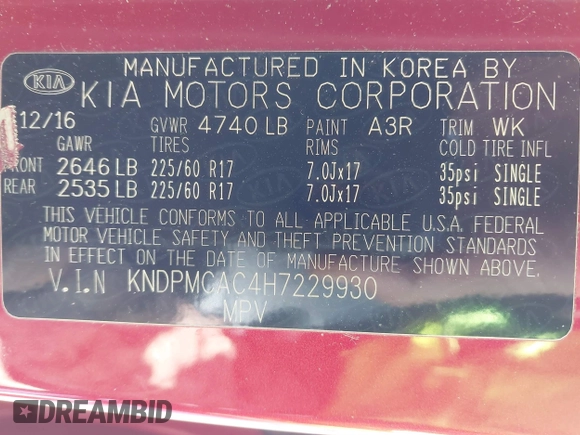 MANUFACTURED IN KOREA BY
KIA KIA MOTORS CORPORATION
12/16 GVWR 4740 LB PAINT A3R TRIM WK
GAWR TIRES RIMS COLD TIRE INFL
FRONT 2646 LB 225/60 R17 7.0Jx17 35psi SINGLE
REAR 2535 LB 225/60 R17 7.0Jx17 35psi SINGLE
THIS VEHICLE CONFORMS TO ALL APPLICABLE U.S.A. FEDERAL
MOTOR VEHICLE SAFETY AND THEFT PREVENTION STANDARDS
IN EFFECT ON THE DATE OF MANUFACTURE SHOWN ABOVE.
V.I.N KNDPMCAC4H7229930
MPV
DREAMBID